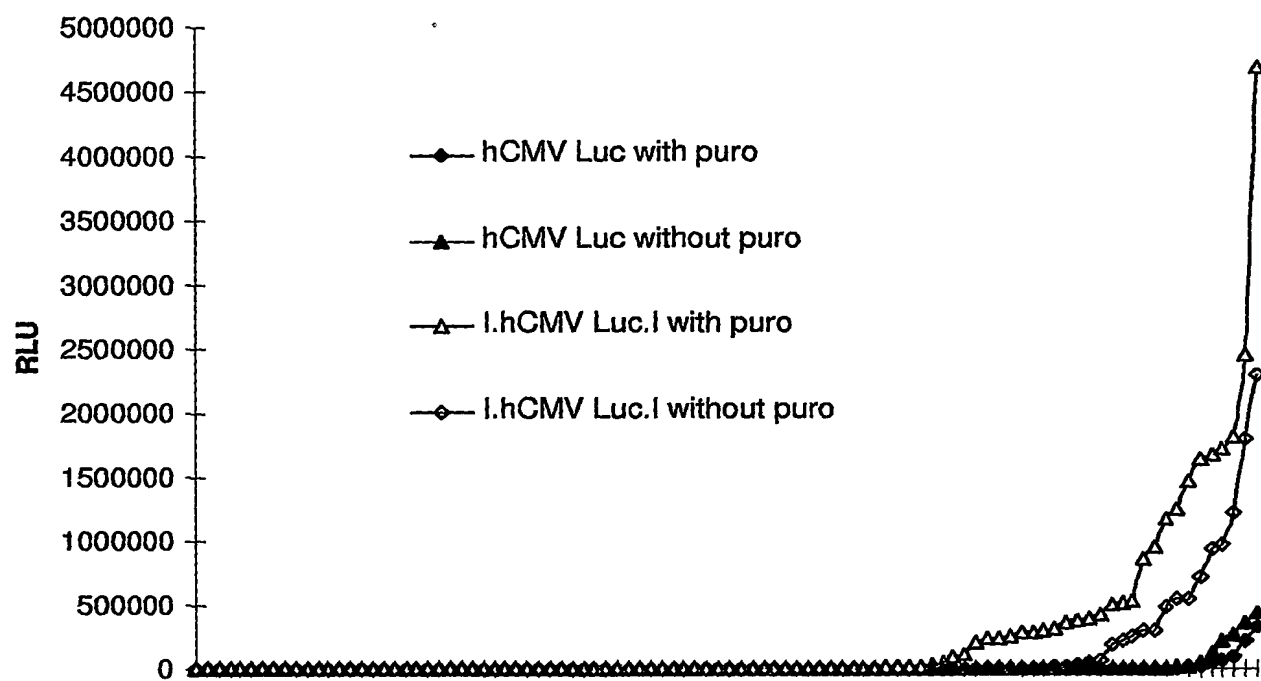 5000000
4500000
4000000
3500000
3000000
2500000
2000000
1500000
1000000
500000
0
RLU
hCMV Luc with puro
hCMV Luc without puro
I.hCMV Luc.I with puro
I.hCMV Luc.I without puro